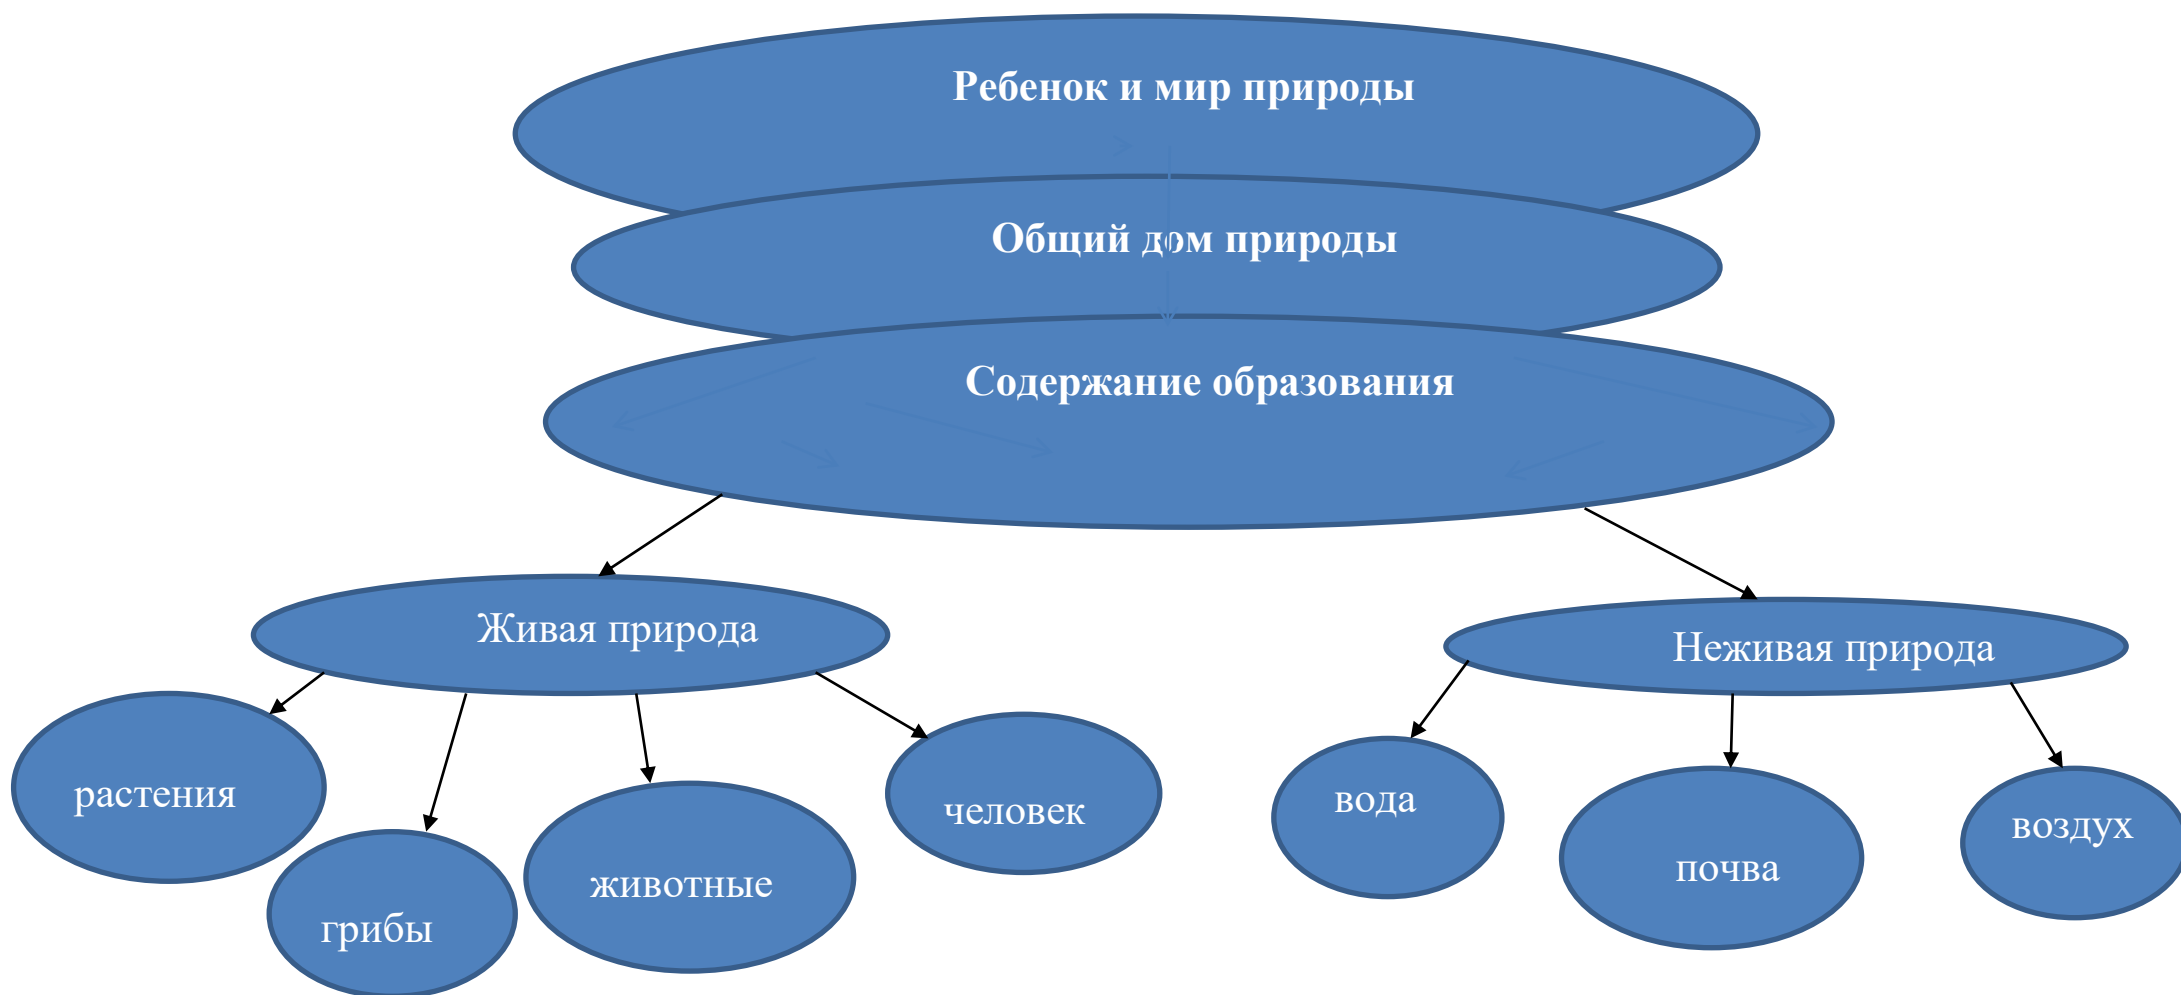 Ребенок и мир природы
Общий дом природы
Содержание образования
Живая природа
Неживая природа
растения
грибы
животные
человек
вода
почва
воздух